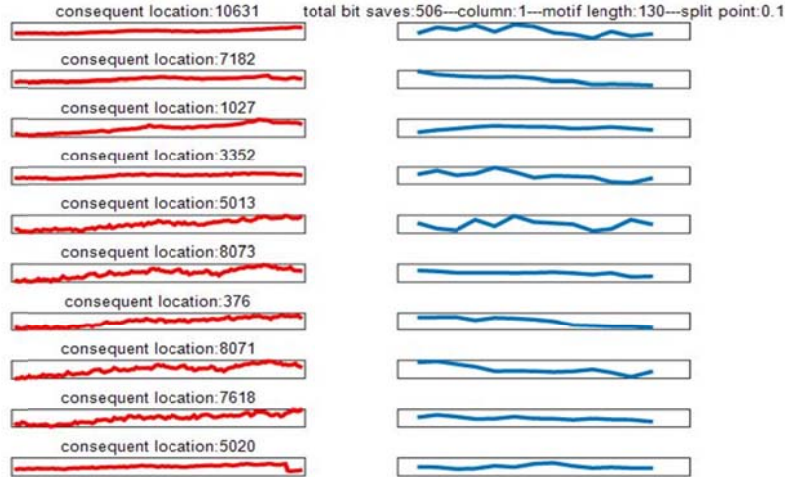 consequent location:10631
total bit saves:506---column:1---motif length:130---split point:0.1
consequent location:7182
consequent location:1027
consequent location:3352
consequent location:5013
consequent location:8073
consequent location:376
consequent location:8071
consequent location:7618
consequent location:5020